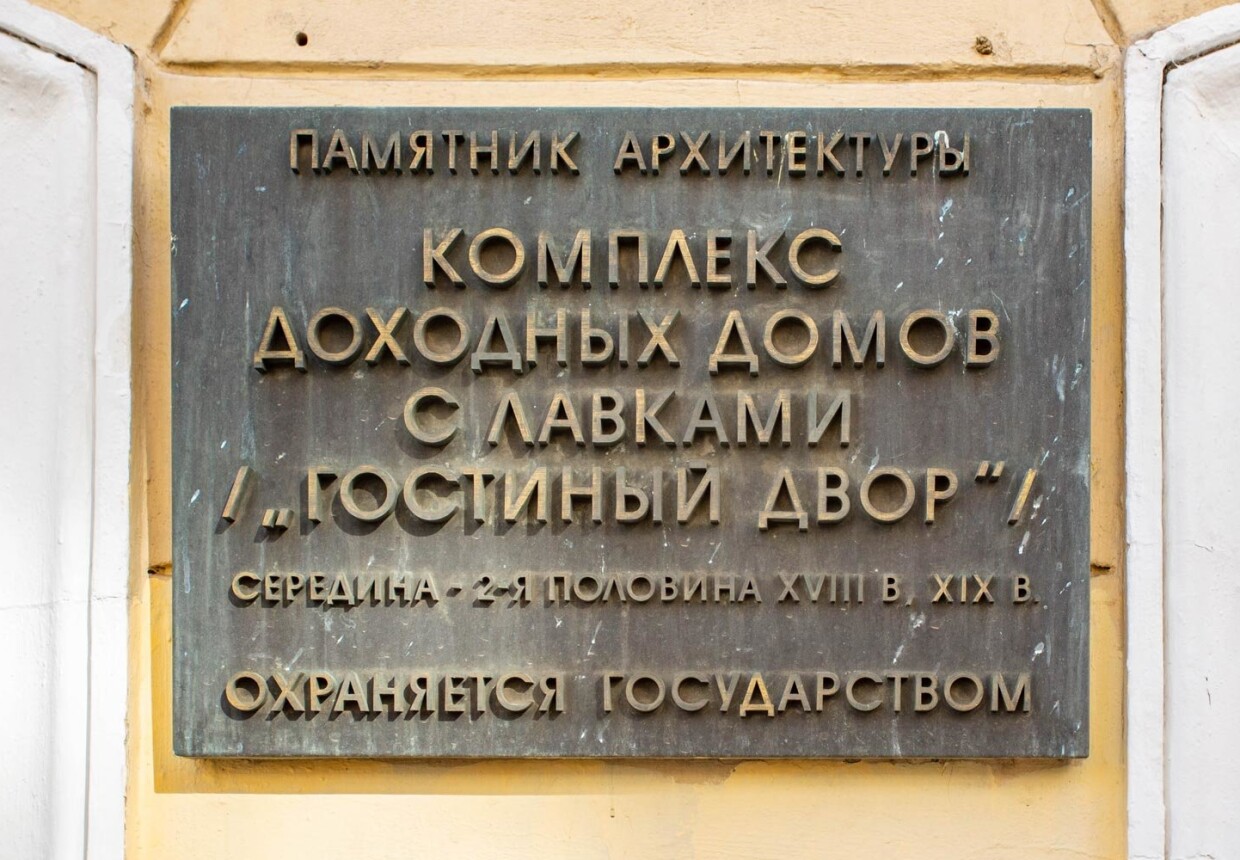 ПАМЯТНИК АРХИТЕКТУРЫ
КОМПЛЕКС
ДОХОДНЫХ ДОМОВ
С ЛАВКАМИ
/ „ГОСТИНЫЙ ДВОР“ /
СЕРЕДИНА - 2-Я ПОЛОВИНА XVIII В, XIX В.
ОХРАНЯЕТСЯ ГОСУДАРСТВОМ